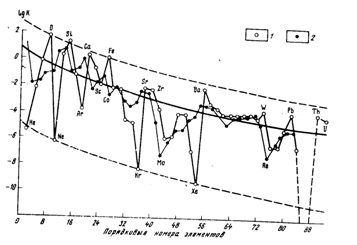 lg K
1
2
2
0
-2
-4
-6
-8
-10
O
Si
Ca
Fe
Sr
Zr
Ba
W
Pb
Th
U
He
Ne
Ar
Sc
Co
Kr
Mo
Xe
Re
0 8 16 24 32 40 48 56 64 72 80 88 96
Порядковые номера элементов